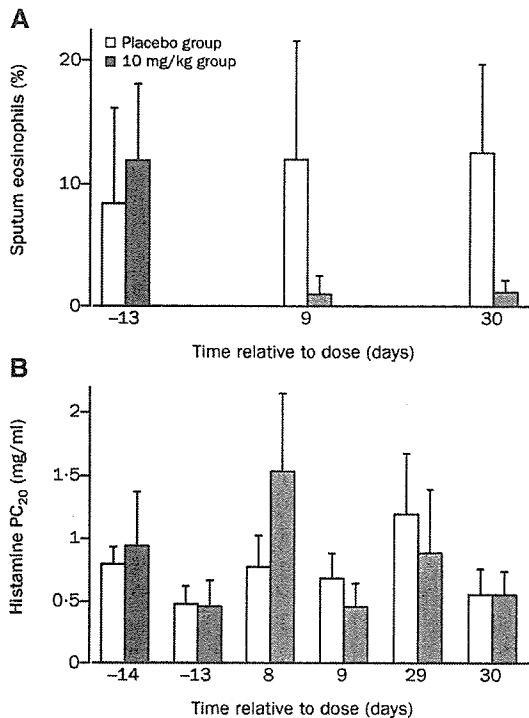 A
Placebo group
10 mg/kg group
20
10
0
Sputum eosinophils (%)
–13 9 30
Time relative to dose (days)
B
2
1·5
1
0·5
0
Histamine PC20 (mg/ml)
–14 –13 8 9 29 30
Time relative to dose (days)